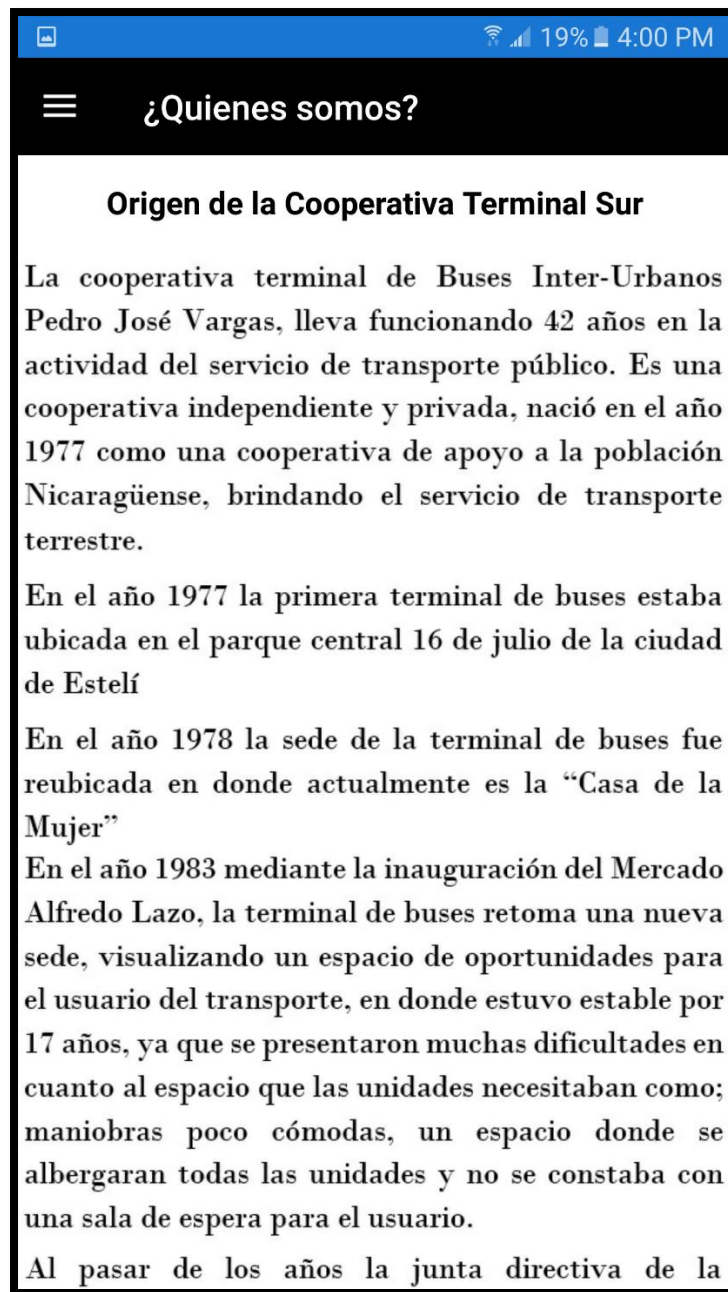 19% 4:00 PM
¿Quienes somos?
Origen de la Cooperativa Terminal Sur
La cooperativa terminal de Buses Inter-Urbanos
Pedro José Vargas, lleva funcionando 42 años en la
actividad del servicio de transporte público. Es una
cooperativa independiente y privada, nació en el año
1977 como una cooperativa de apoyo a la población
Nicaragüense, brindando el servicio de transporte
terrestre.
En el año 1977 la primera terminal de buses estaba
ubicada en el parque central 16 de julio de la ciudad
de Estelí
En el año 1978 la sede de la terminal de buses fue
reubicada en donde actualmente es la “Casa de la
Mujer”
En el año 1983 mediante la inauguración del Mercado
Alfredo Lazo, la terminal de buses retoma una nueva
sede, visualizando un espacio de oportunidades para
el usuario del transporte, en donde estuvo estable por
17 años, ya que se presentaron muchas dificultades en
cuanto al espacio que las unidades necesitaban como;
maniobras poco cómodas, un espacio donde se
albergaran todas las unidades y no se constaba con
una sala de espera para el usuario.
Al pasar de los años la junta directiva de la